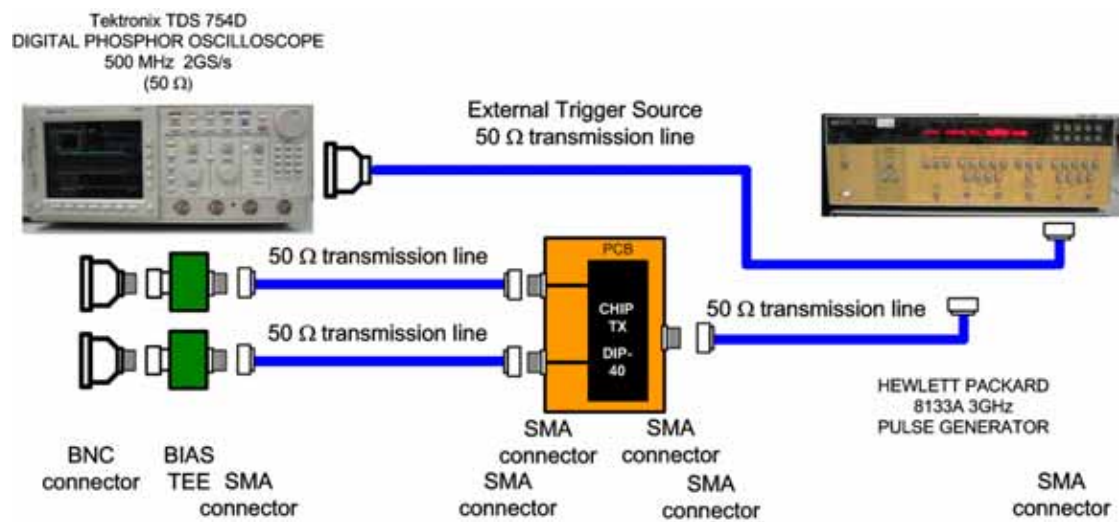 Tektronix TDS 754D
DIGITAL PHOSPHOR OSCILLOSCOPE
500 MHz 2GS/s
(50 Ω)
External Trigger Source
50 Ω transmission line
50 Ω transmission line
PCB
CHIP
TX
DIP-
40
50 Ω transmission line
50 Ω transmission line
HEWLETT PACKARD
8133A 3GHz
PULSE GENERATOR
BNC
connector
BIAS
TEE
SMA
connector
SMA
connector
SMA
connector
SMA
connector
SMA
connector
SMA
connector